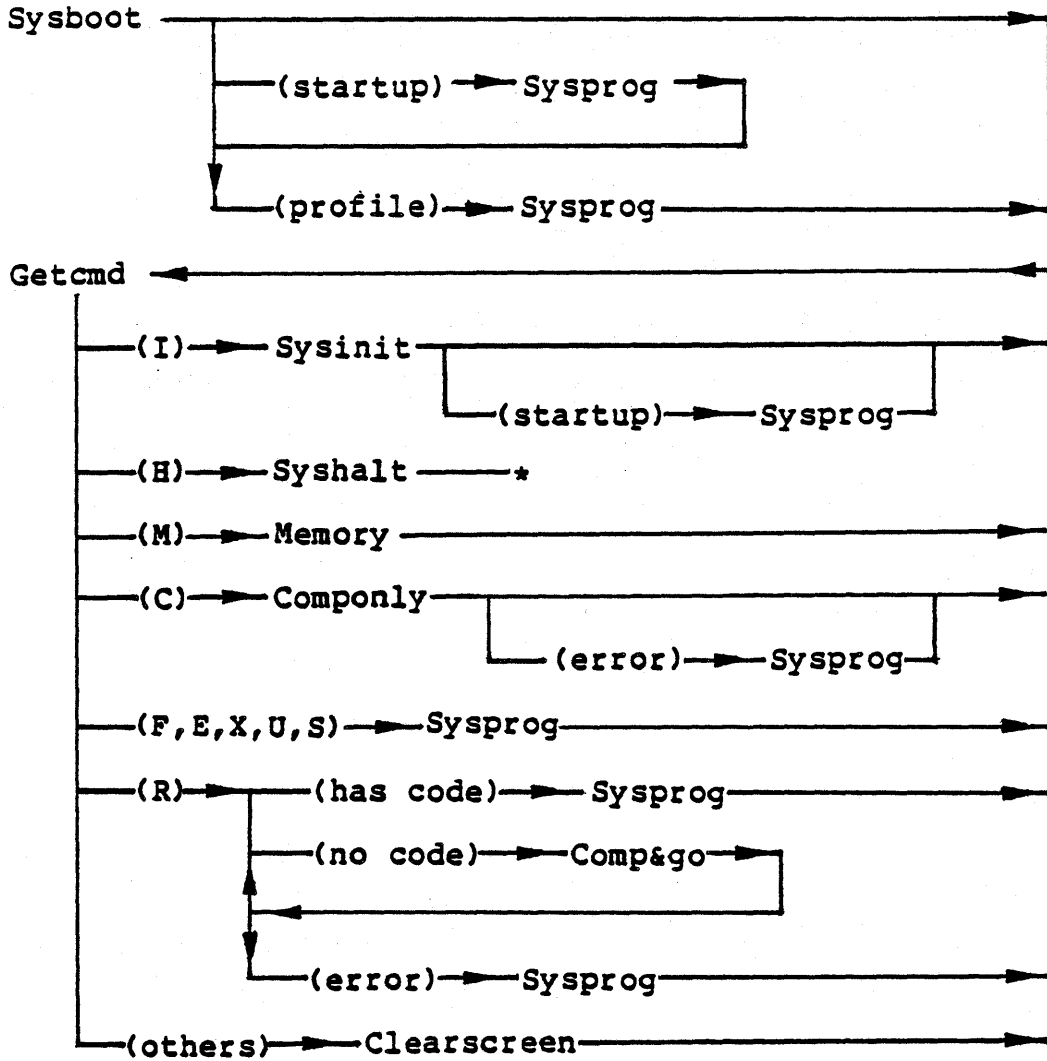 Sysboot
(startup) Sysprog
(profile) Sysprog
Getcmd
(I) Sysinit
(startup) Sysprog
(H) Syshalt *
(M) Memory
(C) Componly
(error) Sysprog
(F,E,X,U,S) Sysprog
(R) (has code) Sysprog
(no code) Comp&go
(error) Sysprog
(others) Clearscreen